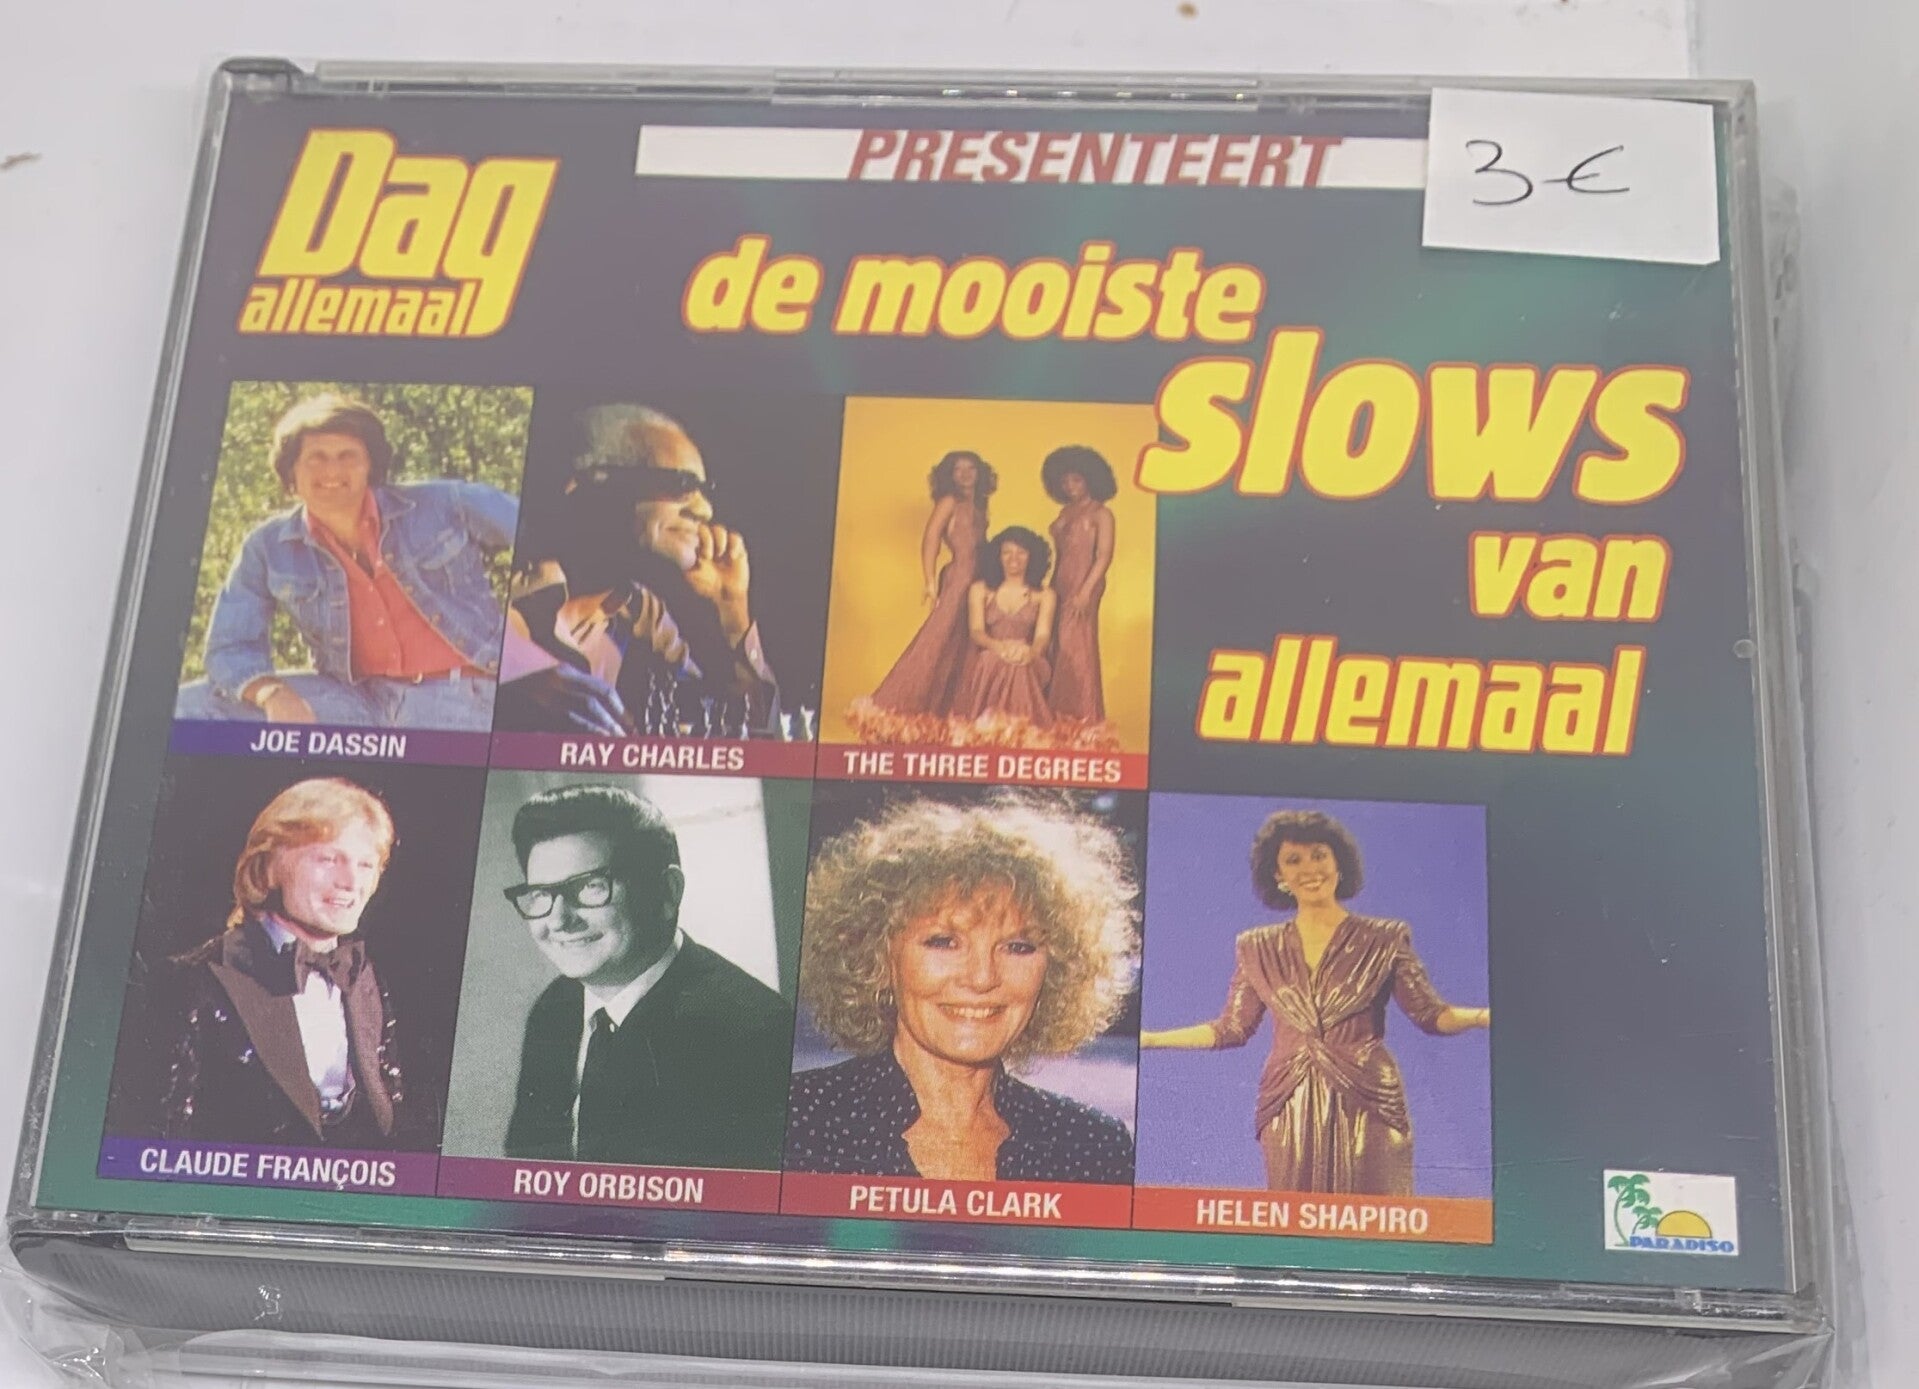 Dag
allemaal
PRESENTEERT
3 €
de mooiste
slows
van
allemaal
JOE DASSIN
RAY CHARLES
THE THREE DEGREES
CLAUDE FRANÇOIS
ROY ORBISON
PETULA CLARK
HELEN SHAPIRO
PARADISO